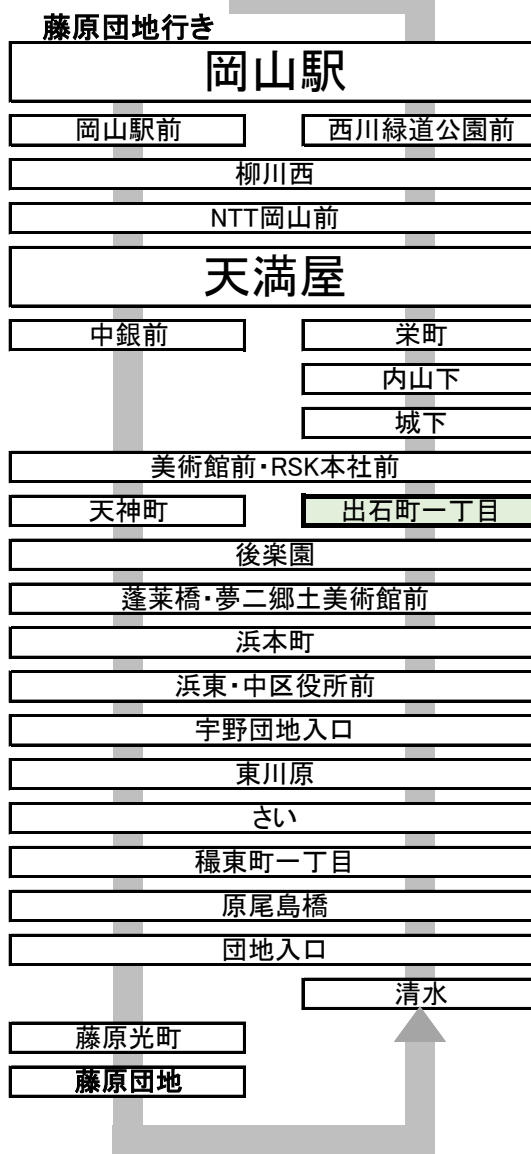 藤原団地行き
岡山駅
岡山駅前 西川緑道公園前
柳川西
NTT岡山前
天満屋
中銀前 栄町
内山下
城下
美術館前・RSK本社前
天神町 出石町一丁目
後楽園
蓬莱橋・夢二郷土美術館前
浜本町
浜東・中区役所前
宇野団地入口
東川原
さい
穝東町一丁目
原尾島橋
団地入口
清水
藤原光町
藤原団地